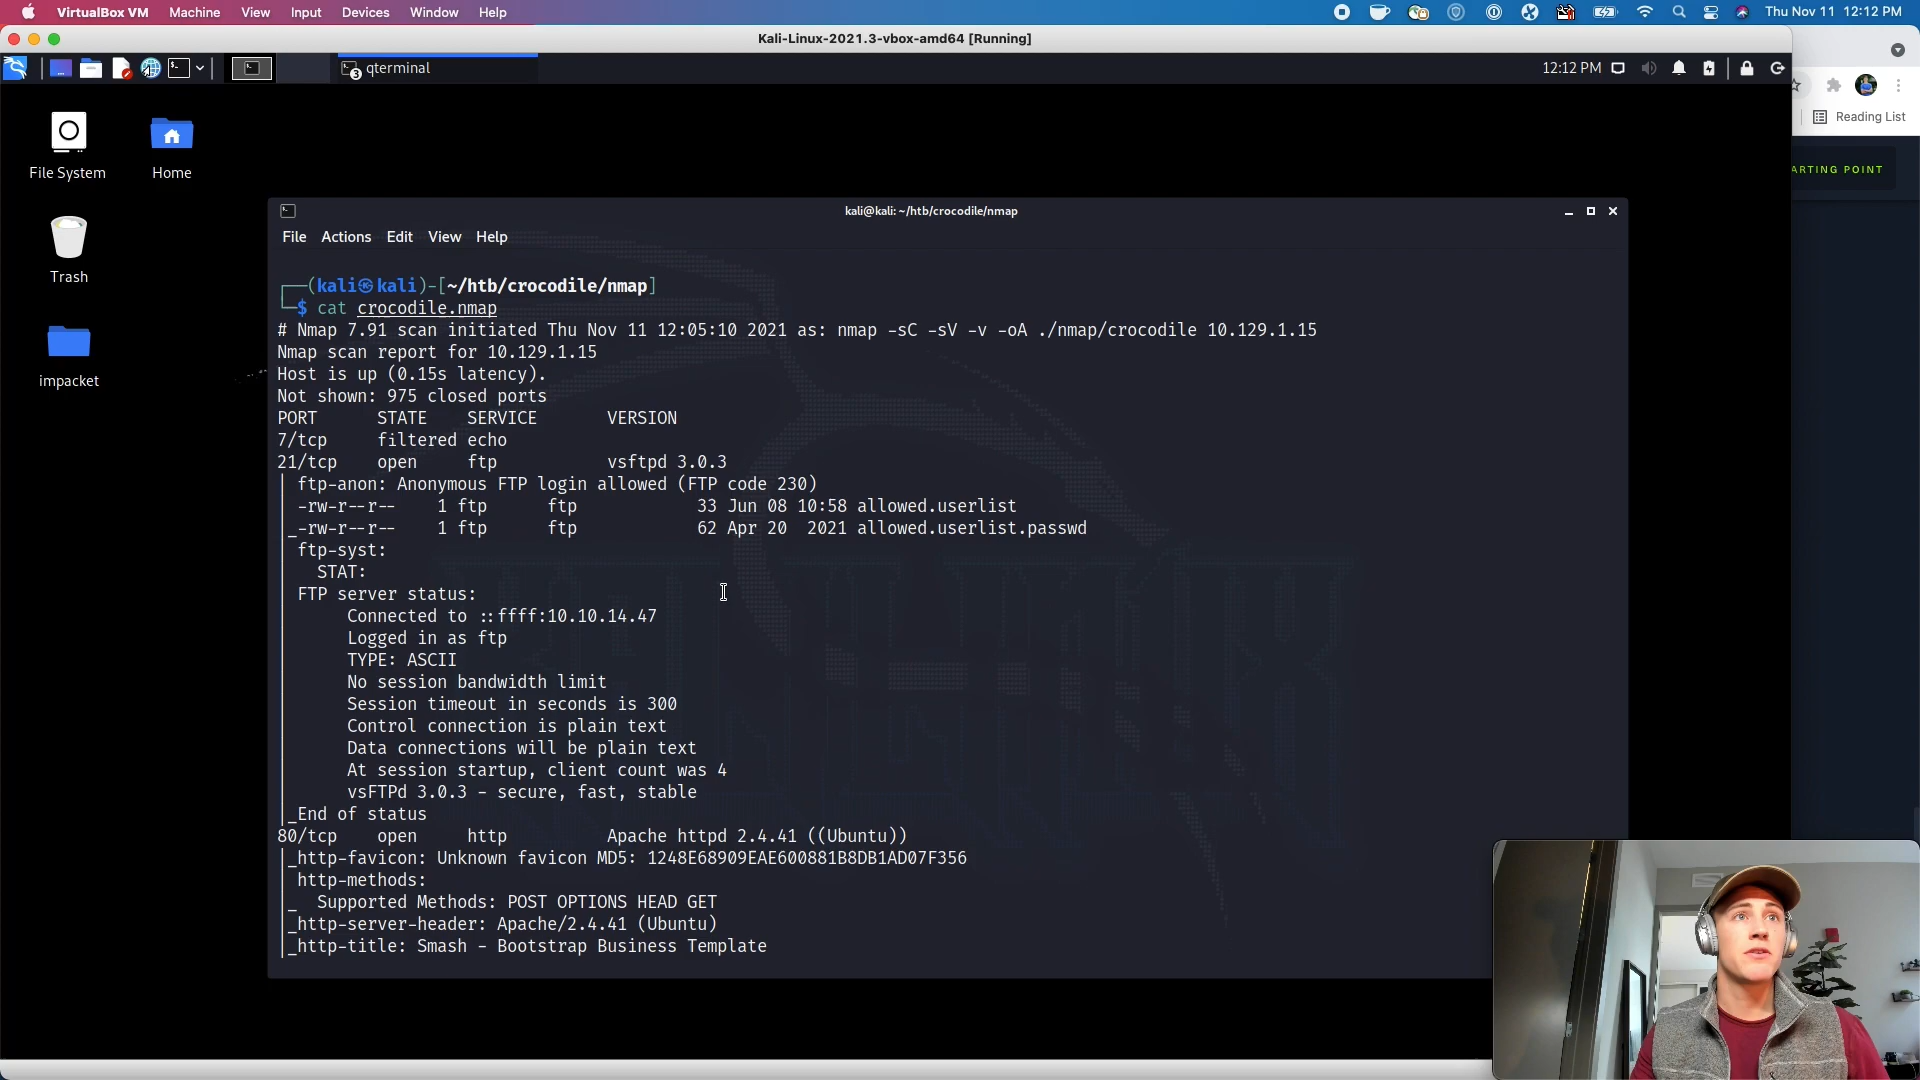 VirtualBox VM Machine View Input Devices Window Help Thu Nov 11 12:12 PM
Kali-Linux-2021.3-vbox-amd64 [Running]
qterminal 12:12 PM
Reading List
ARTING POINT
File System
Home
Trash
impacket
kali@kali: ~/htb/crocodile/nmap
File Actions Edit View Help
┌──(kali㉿kali)-[~/htb/crocodile/nmap]
└─$ cat crocodile.nmap
# Nmap 7.91 scan initiated Thu Nov 11 12:05:10 2021 as: nmap -sC -sV -v -oA ./nmap/crocodile 10.129.1.15
Nmap scan report for 10.129.1.15
Host is up (0.15s latency).
Not shown: 975 closed ports
PORT      STATE    SERVICE       VERSION
7/tcp     filtered echo
21/tcp    open     ftp           vsftpd 3.0.3
| ftp-anon: Anonymous FTP login allowed (FTP code 230)
| -rw-r--r--    1 ftp      ftp            33 Jun 08 10:58 allowed.userlist
|_-rw-r--r--    1 ftp      ftp            62 Apr 20  2021 allowed.userlist.passwd
| ftp-syst:
|   STAT:
| FTP server status:
|      Connected to ::ffff:10.10.14.47
|      Logged in as ftp
|      TYPE: ASCII
|      No session bandwidth limit
|      Session timeout in seconds is 300
|      Control connection is plain text
|      Data connections will be plain text
|      At session startup, client count was 4
|      vsFTPd 3.0.3 - secure, fast, stable
|_End of status
80/tcp    open     http          Apache httpd 2.4.41 ((Ubuntu))
|_http-favicon: Unknown favicon MD5: 1248E68909EAE600881B8DB1AD07F356
| http-methods:
|_  Supported Methods: POST OPTIONS HEAD GET
|_http-server-header: Apache/2.4.41 (Ubuntu)
|_http-title: Smash - Bootstrap Business Template